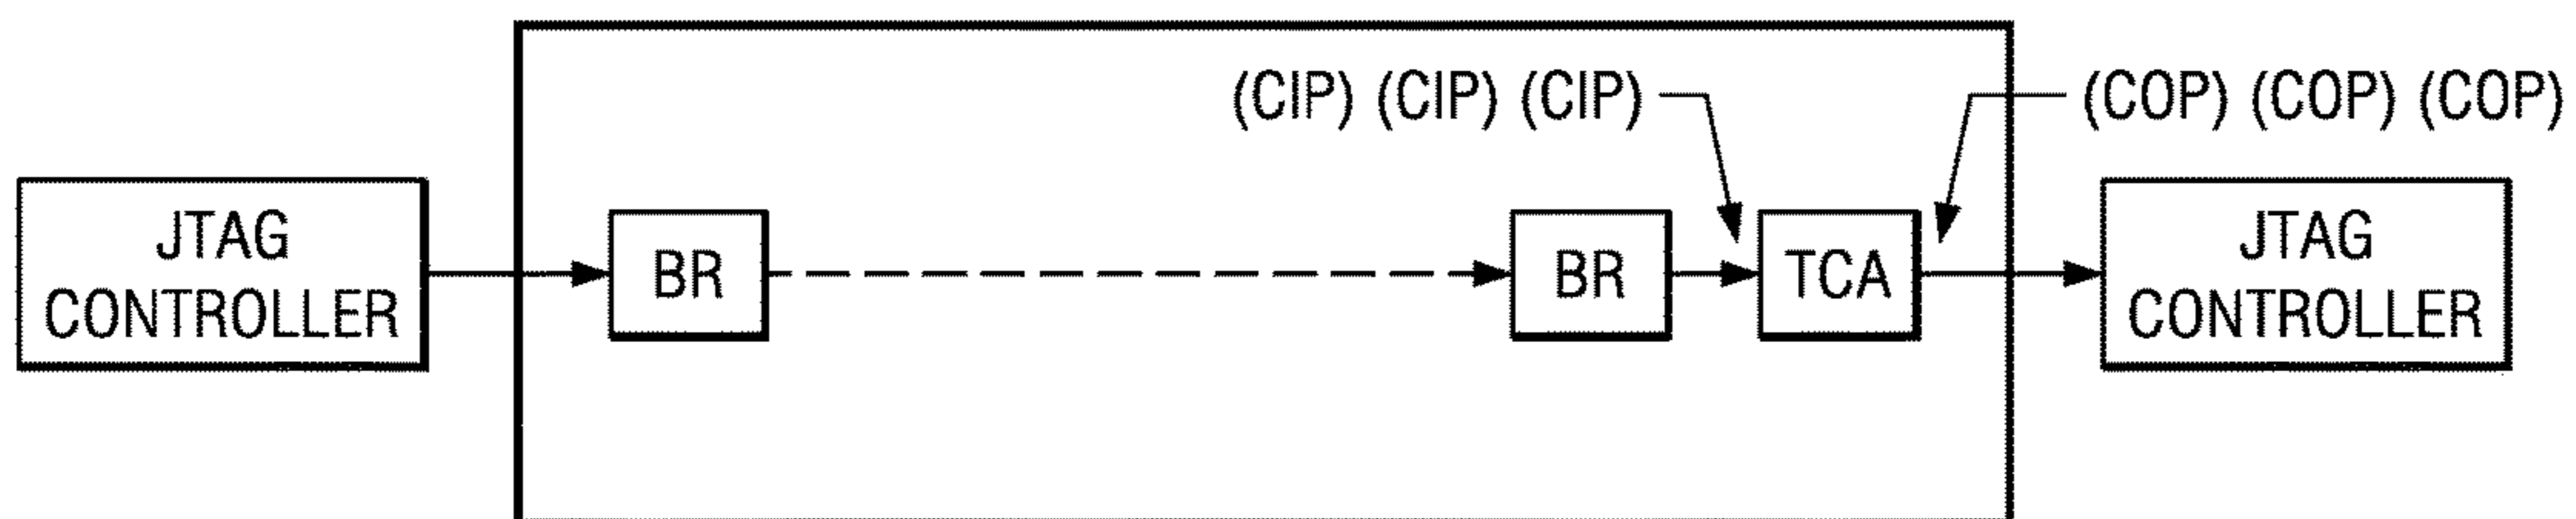 (CIP) (CIP) (CIP)
(COP) (COP) (COP)
JTAG
CONTROLLER
BR
BR
TCA
JTAG
CONTROLLER